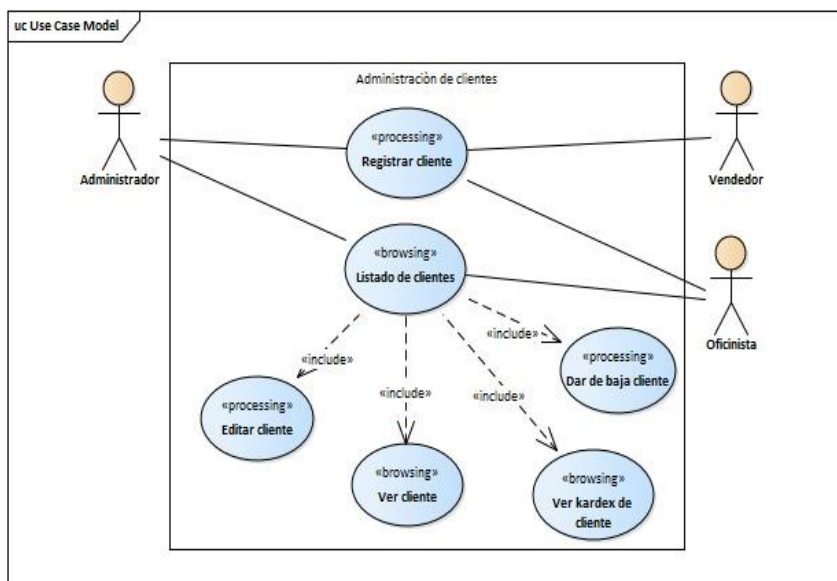 uc Use Case Model
Administraciòn de clientes
Administrador
«processing»
Registrar cliente
Vendedor
«browsing»
Listado de clientes
Oficinista
«include»
«include»
«include»
«include»
«processing»
Dar de baja cliente
«processing»
Editar cliente
«browsing»
Ver cliente
«browsing»
Ver kardex de
cliente